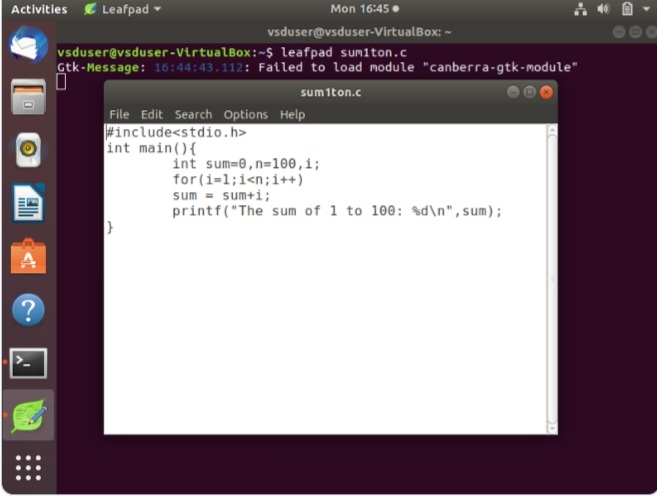 Activities Leafpad Mon 16:45
vsduser@vsduser-VirtualBox: ~
vsduser@vsduser-VirtualBox:~$ leafpad sum1ton.c
Gtk-Message: 16:44:43.112: Failed to load module "canberra-gtk-module"
sum1ton.c
File Edit Search Options Help
#include<stdio.h>
int main(){
int sum=0,n=100,i;
for(i=1;i<n;i++)
sum = sum+i;
printf("The sum of 1 to 100: %d\n",sum);
}